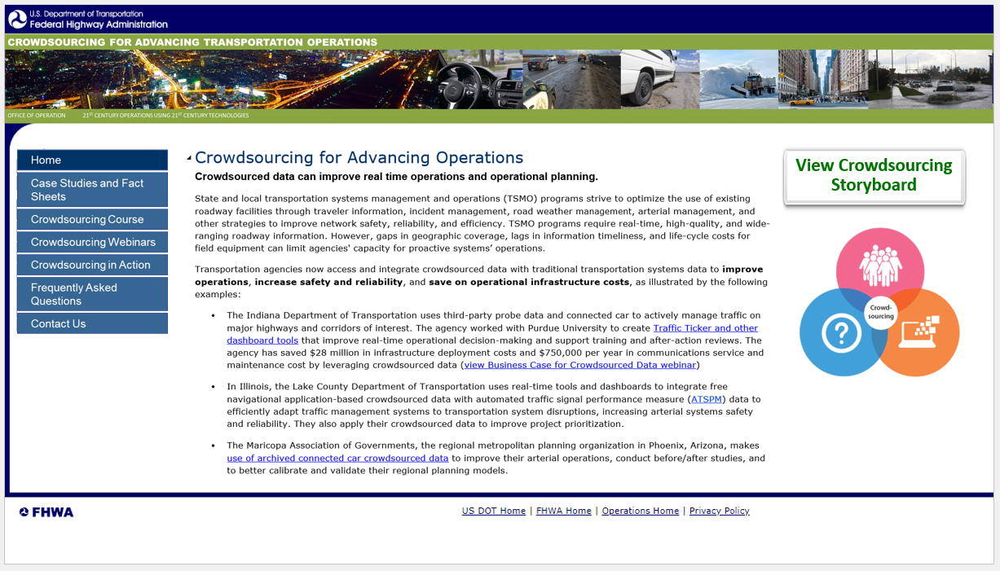 U.S. Department of Transportation
Federal Highway Administration
CROWDSOURCING FOR ADVANCING TRANSPORTATION OPERATIONS
OFFICE OF OPERATION 21ST CENTURY OPERATIONS USING 21ST CENTURY TECHNOLOGIES
Home
Case Studies and Fact
Sheets
Crowdsourcing Course
Crowdsourcing Webinars
Crowdsourcing in Action
Frequently Asked
Questions
Contact Us
Crowdsourcing for Advancing Operations
Crowdsourced data can improve real time operations and operational planning.
State and local transportation systems management and operations (TSMO) programs strive to optimize the use of existing
roadway facilities through traveler information, incident management, road weather management, arterial management, and
other strategies to improve network safety, reliability, and efficiency. TSMO programs require real-time, high-quality, and wide-
ranging roadway information. However, gaps in geographic coverage, lags in information timeliness, and life-cycle costs for
field equipment can limit agencies' capacity for proactive systems’ operations.
Transportation agencies now access and integrate crowdsourced data with traditional transportation systems data to improve
operations, increase safety and reliability, and save on operational infrastructure costs, as illustrated by the following
examples:
• The Indiana Department of Transportation uses third-party probe data and connected car to actively manage traffic on
major highways and corridors of interest. The agency worked with Purdue University to create Traffic Ticker and other
dashboard tools that improve real-time operational decision-making and support training and after-action reviews. The
agency has saved $28 million in infrastructure deployment costs and $750,000 per year in communications service and
maintenance cost by leveraging crowdsourced data (view Business Case for Crowdsourced Data webinar)
• In Illinois, the Lake County Department of Transportation uses real-time tools and dashboards to integrate free
navigational application-based crowdsourced data with automated traffic signal performance measure (ATSPM) data to
efficiently adapt traffic management systems to transportation system disruptions, increasing arterial systems safety
and reliability. They also apply their crowdsourced data to improve project prioritization.
• The Maricopa Association of Governments, the regional metropolitan planning organization in Phoenix, Arizona, makes
use of archived connected car crowdsourced data to improve their arterial operations, conduct before/after studies, and
to better calibrate and validate their regional planning models.
View Crowdsourcing
Storyboard
Crowd-
sourcing
?
FHWA
US DOT Home | FHWA Home | Operations Home | Privacy Policy